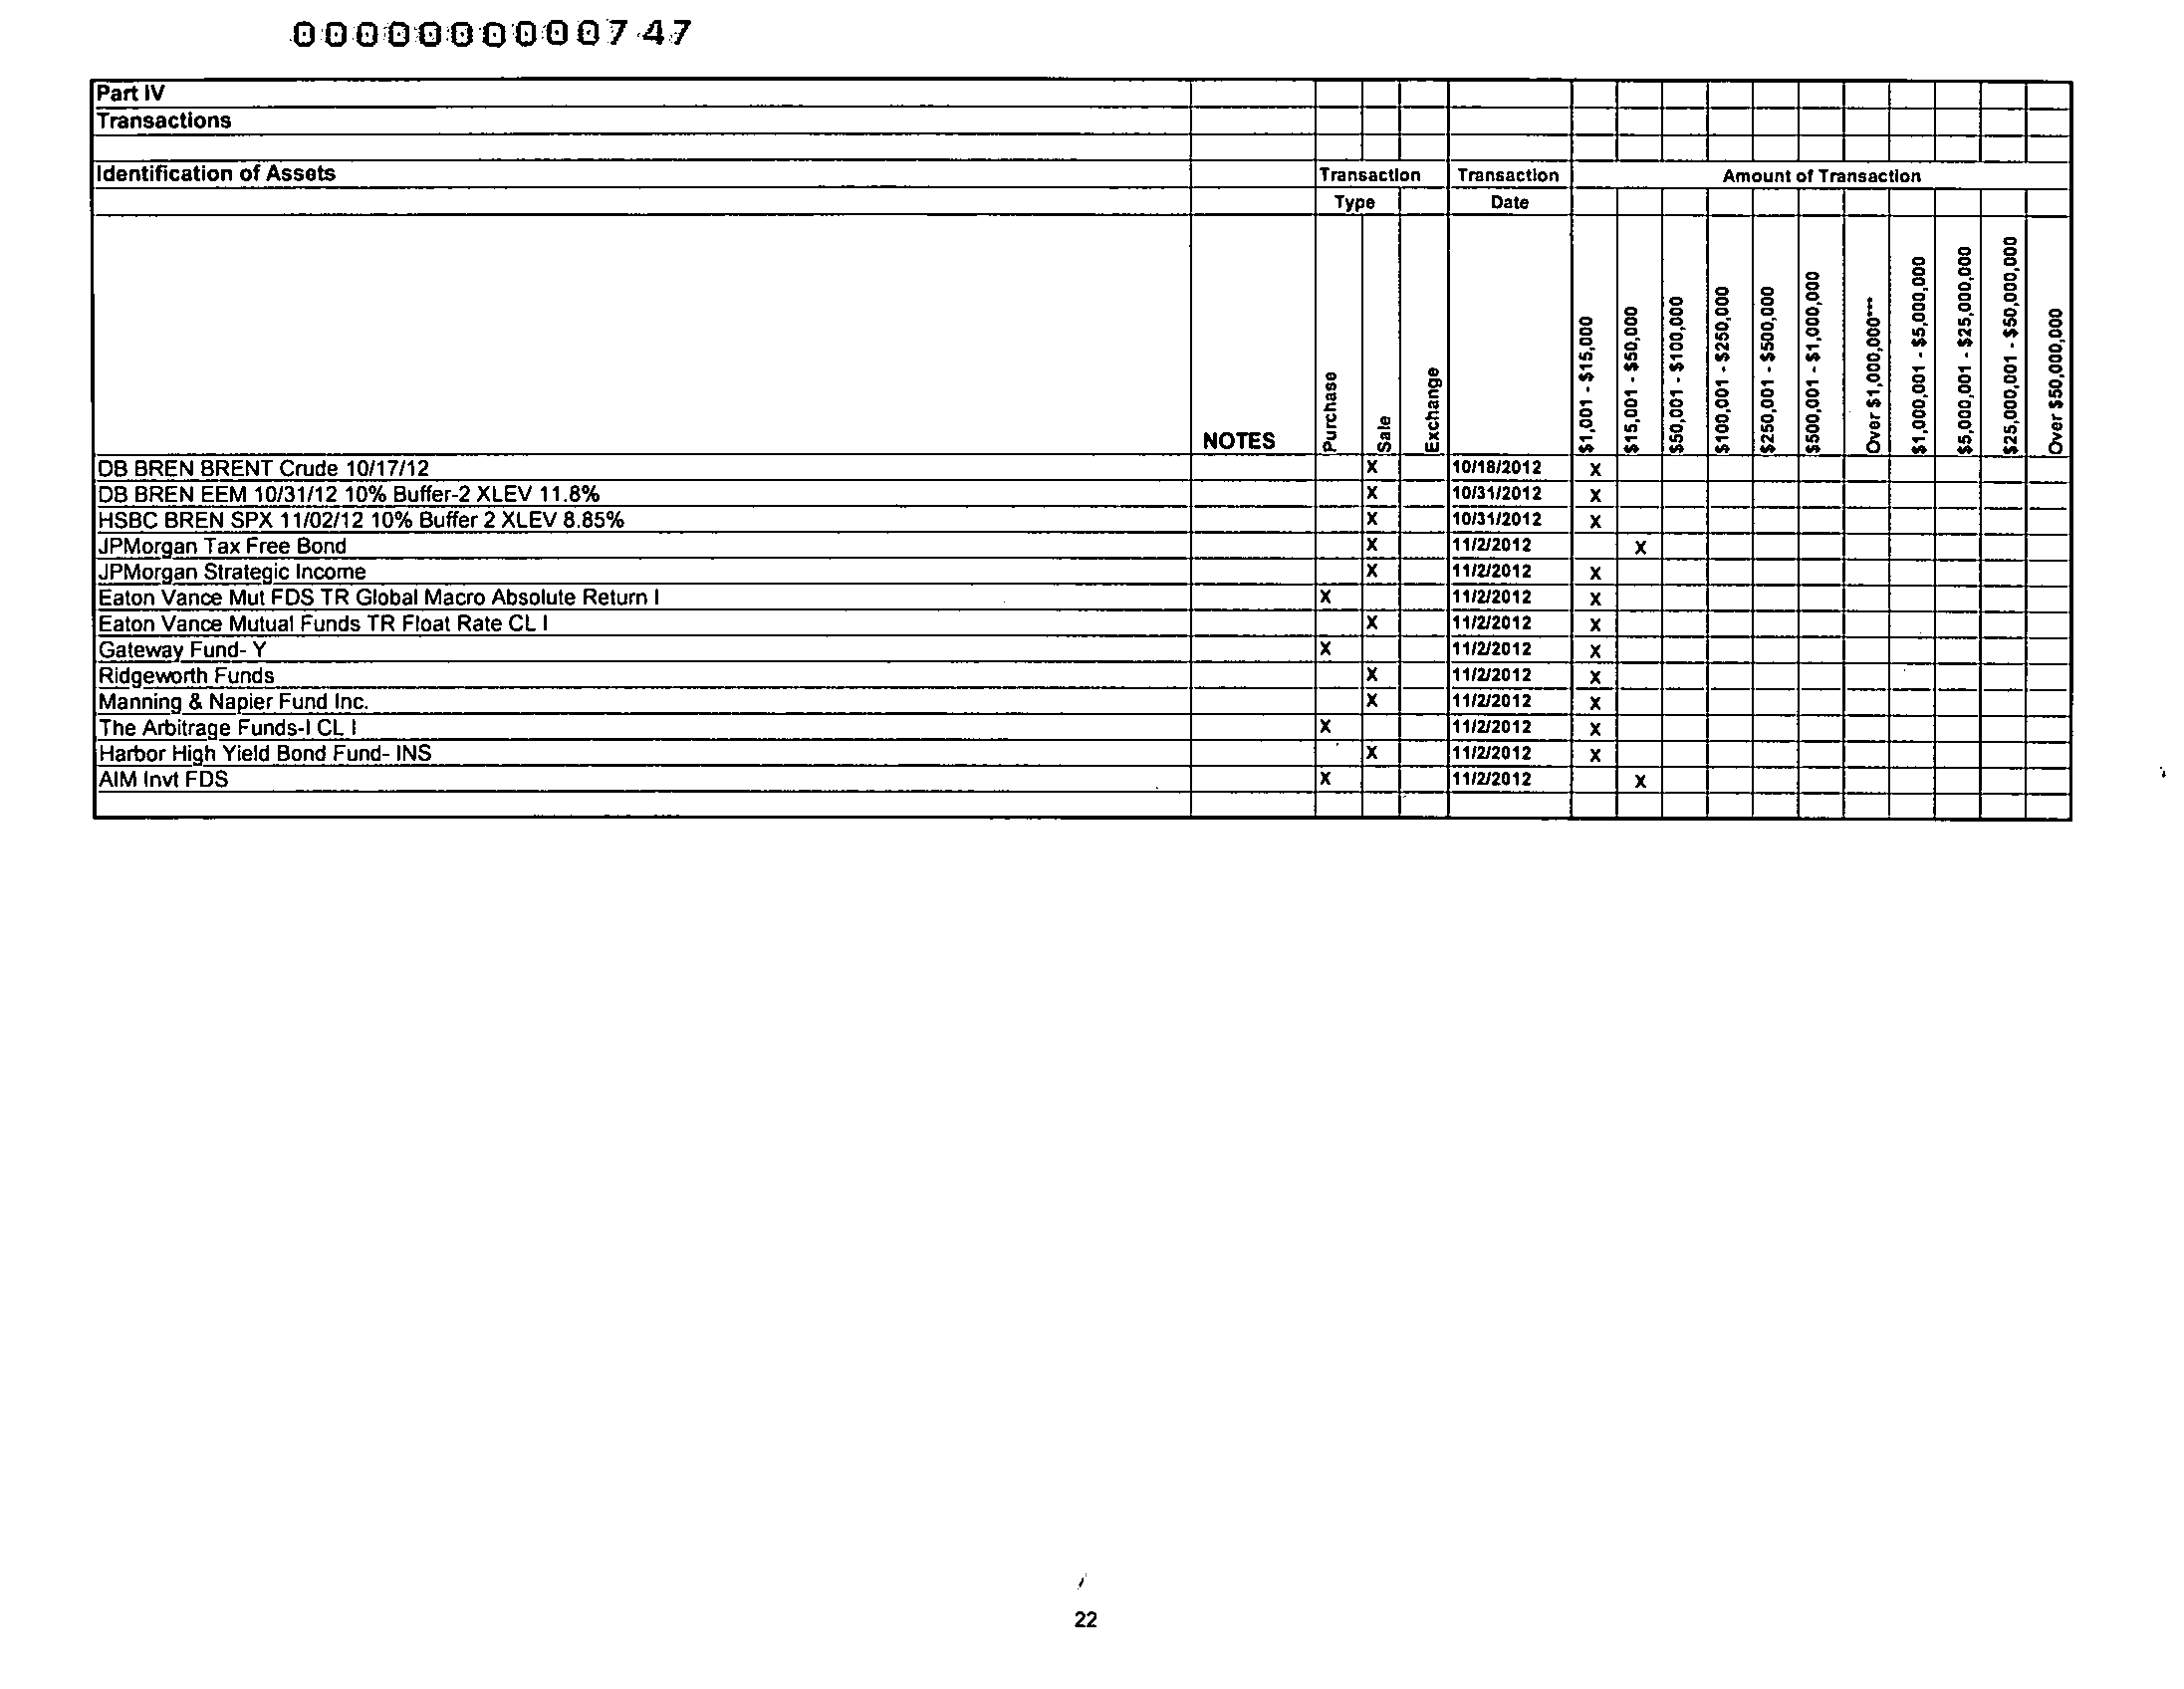 000000000747
Part IV
Transactions
Identification of Assets Transaction Transaction Amount of Transaction
Type Date
NOTES Purchase Sale Exchange $1,001 - $15,000 $15,001 - $50,000 $50,001 - $100,000 $100,001 - $250,000 $250,001 - $500,000 $500,001 - $1,000,000 Over $1,000,000*** $1,000,001 - $5,000,000 $5,000,001 - $25,000,000 $25,000,001 - $50,000,000 Over $50,000,000
DB BREN BRENT Crude 10/17/12 X 10/18/2012 X
DB BREN EEM 10/31/12 10% Buffer-2 XLEV 11.8% X 10/31/2012 X
HSBC BREN SPX 11/02/12 10% Buffer 2 XLEV 8.85% X 10/31/2012 X
JPMorgan Tax Free Bond X 11/2/2012 X
JPMorgan Strategic Income X 11/2/2012 X
Eaton Vance Mut FDS TR Global Macro Absolute Return I X 11/2/2012 X
Eaton Vance Mutual Funds TR Float Rate CL I X 11/2/2012 X
Gateway Fund- Y X 11/2/2012 X
Ridgeworth Funds X 11/2/2012 X
Manning & Napier Fund Inc. X 11/2/2012 X
The Arbitrage Funds-I CL I X 11/2/2012 X
Harbor High Yield Bond Fund- INS X 11/2/2012 X
AIM Invt FDS X 11/2/2012 X
22